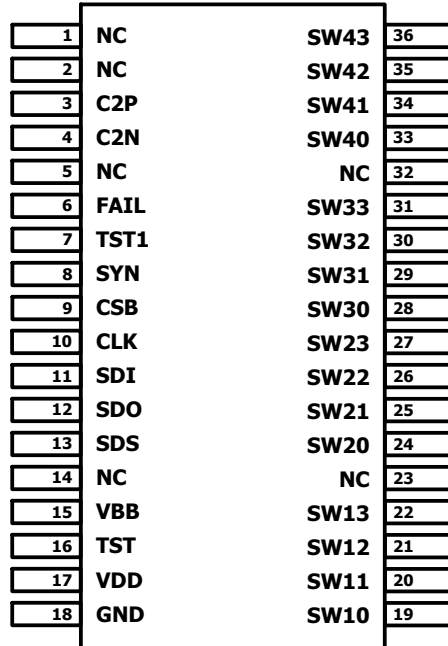 1 NC SW43 36
2 NC SW42 35
3 C2P SW41 34
4 C2N SW40 33
5 NC NC 32
6 FAIL SW33 31
7 TST1 SW32 30
8 SYN SW31 29
9 CSB SW30 28
10 CLK SW23 27
11 SDI SW22 26
12 SDO SW21 25
13 SDS SW20 24
14 NC NC 23
15 VBB SW13 22
16 TST SW12 21
17 VDD SW11 20
18 GND SW10 19